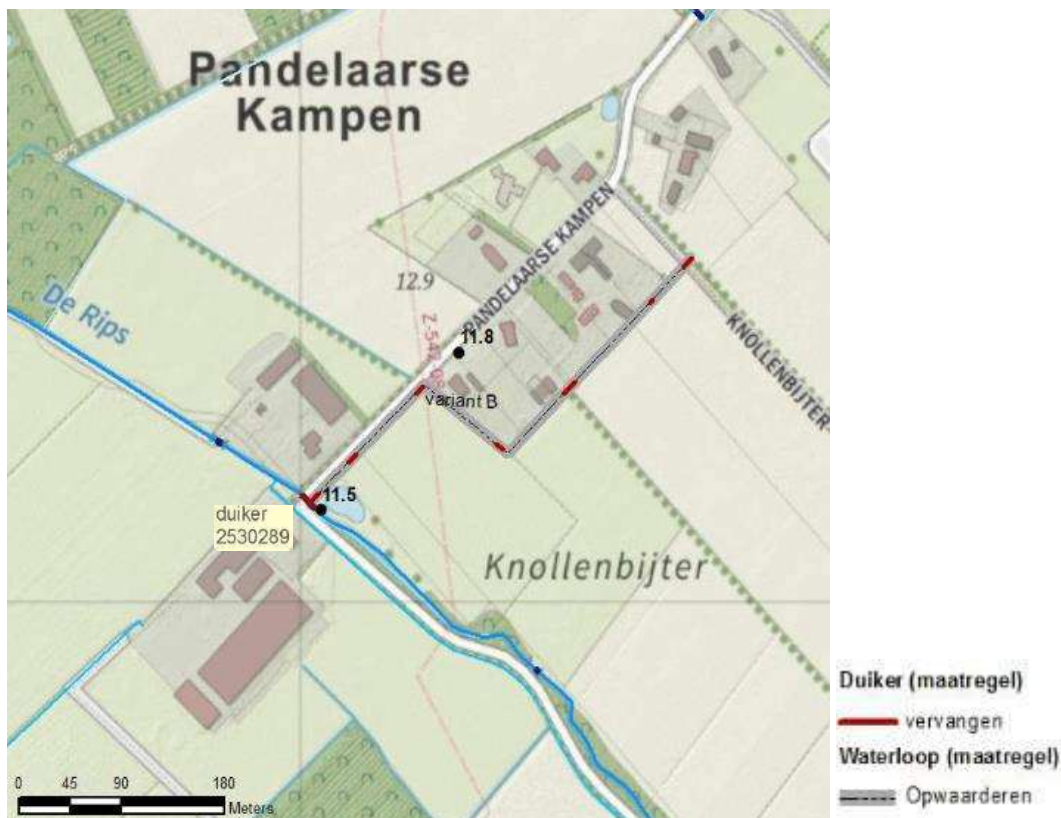 Pandelaarse
Kampen
PANDELAARSE KAMPEN
12.9
De Rips
11.8
variant B
KNOLLENBIJTER-
11.5
duiker
2530289
Knollenbijter
0 45 90 180
Meters
Duiker (maatregel)
vervangen
Waterloop (maatregel)
Opwaarderen